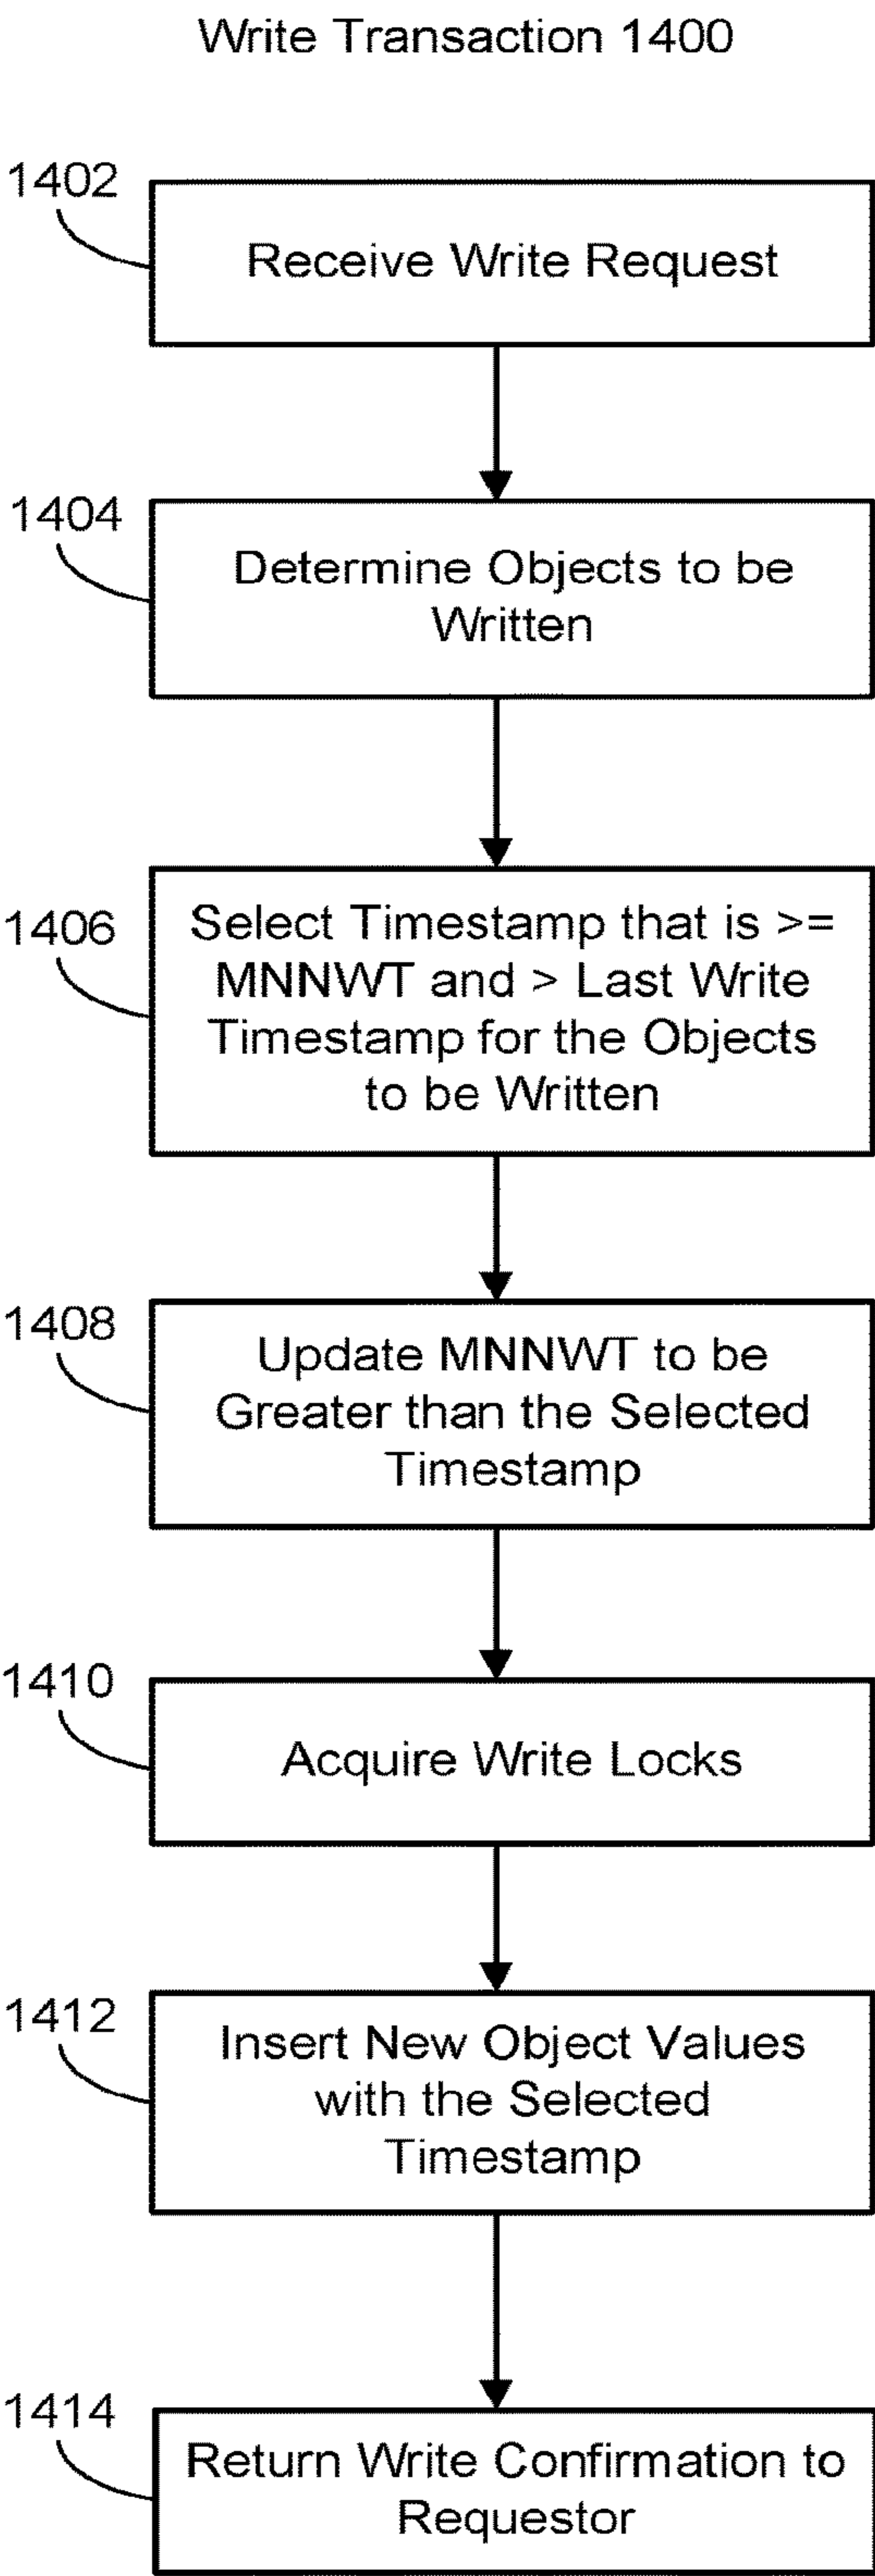 Write Transaction 1400
1402
Receive Write Request
1404
Determine Objects to be
Written
1406
Select Timestamp that is >=
MNNWT and > Last Write
Timestamp for the Objects
to be Written
1408
Update MNNWT to be
Greater than the Selected
Timestamp
1410
Acquire Write Locks
1412
Insert New Object Values
with the Selected
Timestamp
1414
Return Write Confirmation to
Requestor